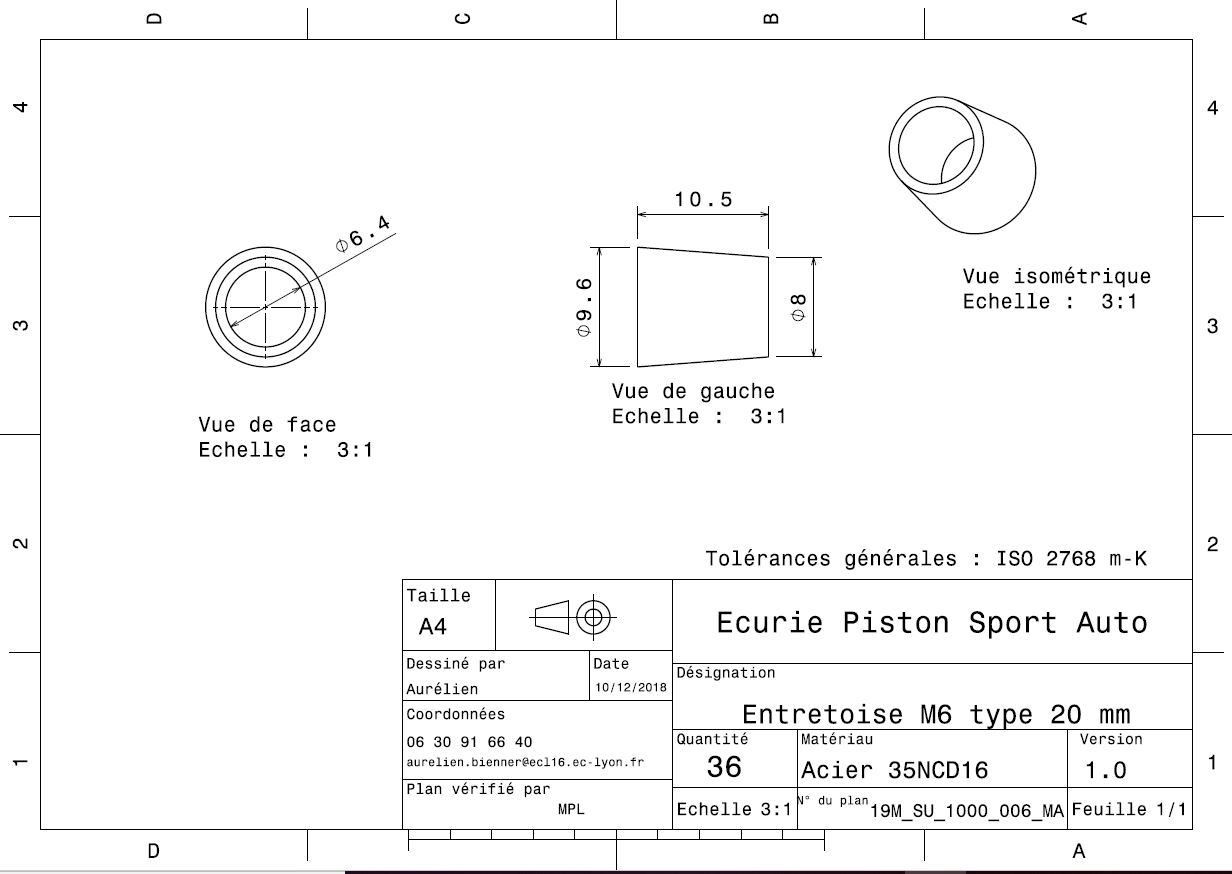 D C B A
4 4
10.5
⌀6.4
Vue isométrique
Echelle : 3:1
⌀9.6
⌀8
3 3
Vue de gauche
Echelle : 3:1
Vue de face
Echelle : 3:1
2 2
Tolérances générales : ISO 2768 m-K
Taille
A4
Ecurie Piston Sport Auto
Dessiné par
Aurélien
Date
10/12/2018
Désignation
Entretoise M6 type 20 mm
Coordonnées
06 30 91 66 40
aurelien.bienner@ecl16.ec-lyon.fr
Quantité
36
Matériau
Acier 35NCD16
Version
1.0
1 1
Plan vérifié par
MPL
Echelle 3:1
N° du plan
19M_SU_1000_006_MA
Feuille 1/1
D A